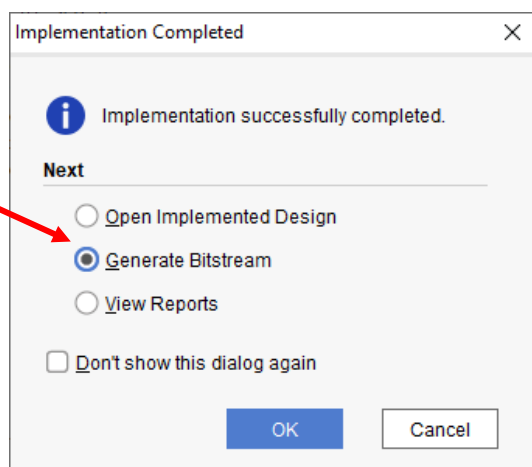 Implementation Completed
Implementation successfully completed.
Next
Open Implemented Design
Generate Bitstream
View Reports
Don't show this dialog again
OK Cancel